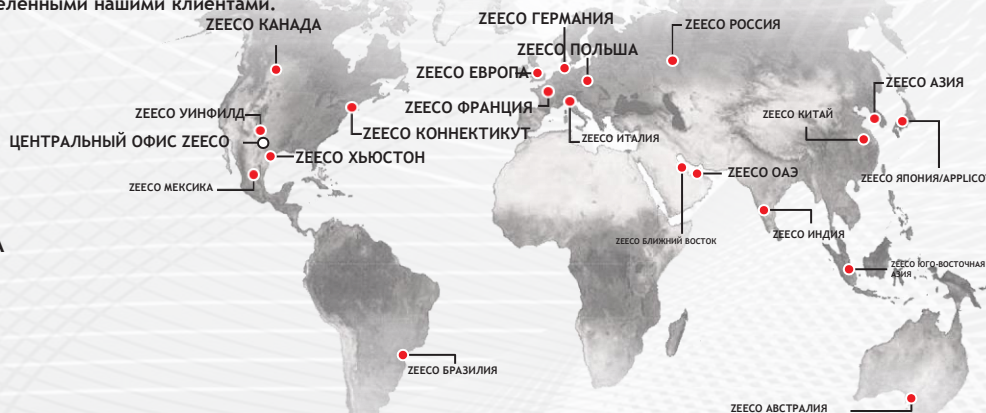 нашими клиентами.
ZEECO КАНАДА
ZEECO ГЕРМАНИЯ
ZEECO РОССИЯ
ZEECO ПОЛЬША
ZEECO ЕВРОПА
ZEECO АЗИЯ
ZEECO УИНФИЛД
ZEECO ФРАНЦИЯ
ZEECO КИТАЙ
ZEECO КОННЕКТИКУТ
ZEECO ИТАЛИЯ
ЦЕНТРАЛЬНЫЙ ОФИС ZEECO
ZEECO ХЬЮСТОН
ZEECO ОАЭ
ZEECO ЯПОНИЯ/APPLICO
ZEECO МЕКСИКА
ZEECO БЛИЖНИЙ ВОСТОК
ZEECO ИНДИЯ
ZEECO ЮГО-ВОСТОЧНАЯ
АЗИЯ
ZEECO БРАЗИЛИЯ
ZEECO АВСТРАЛИЯ